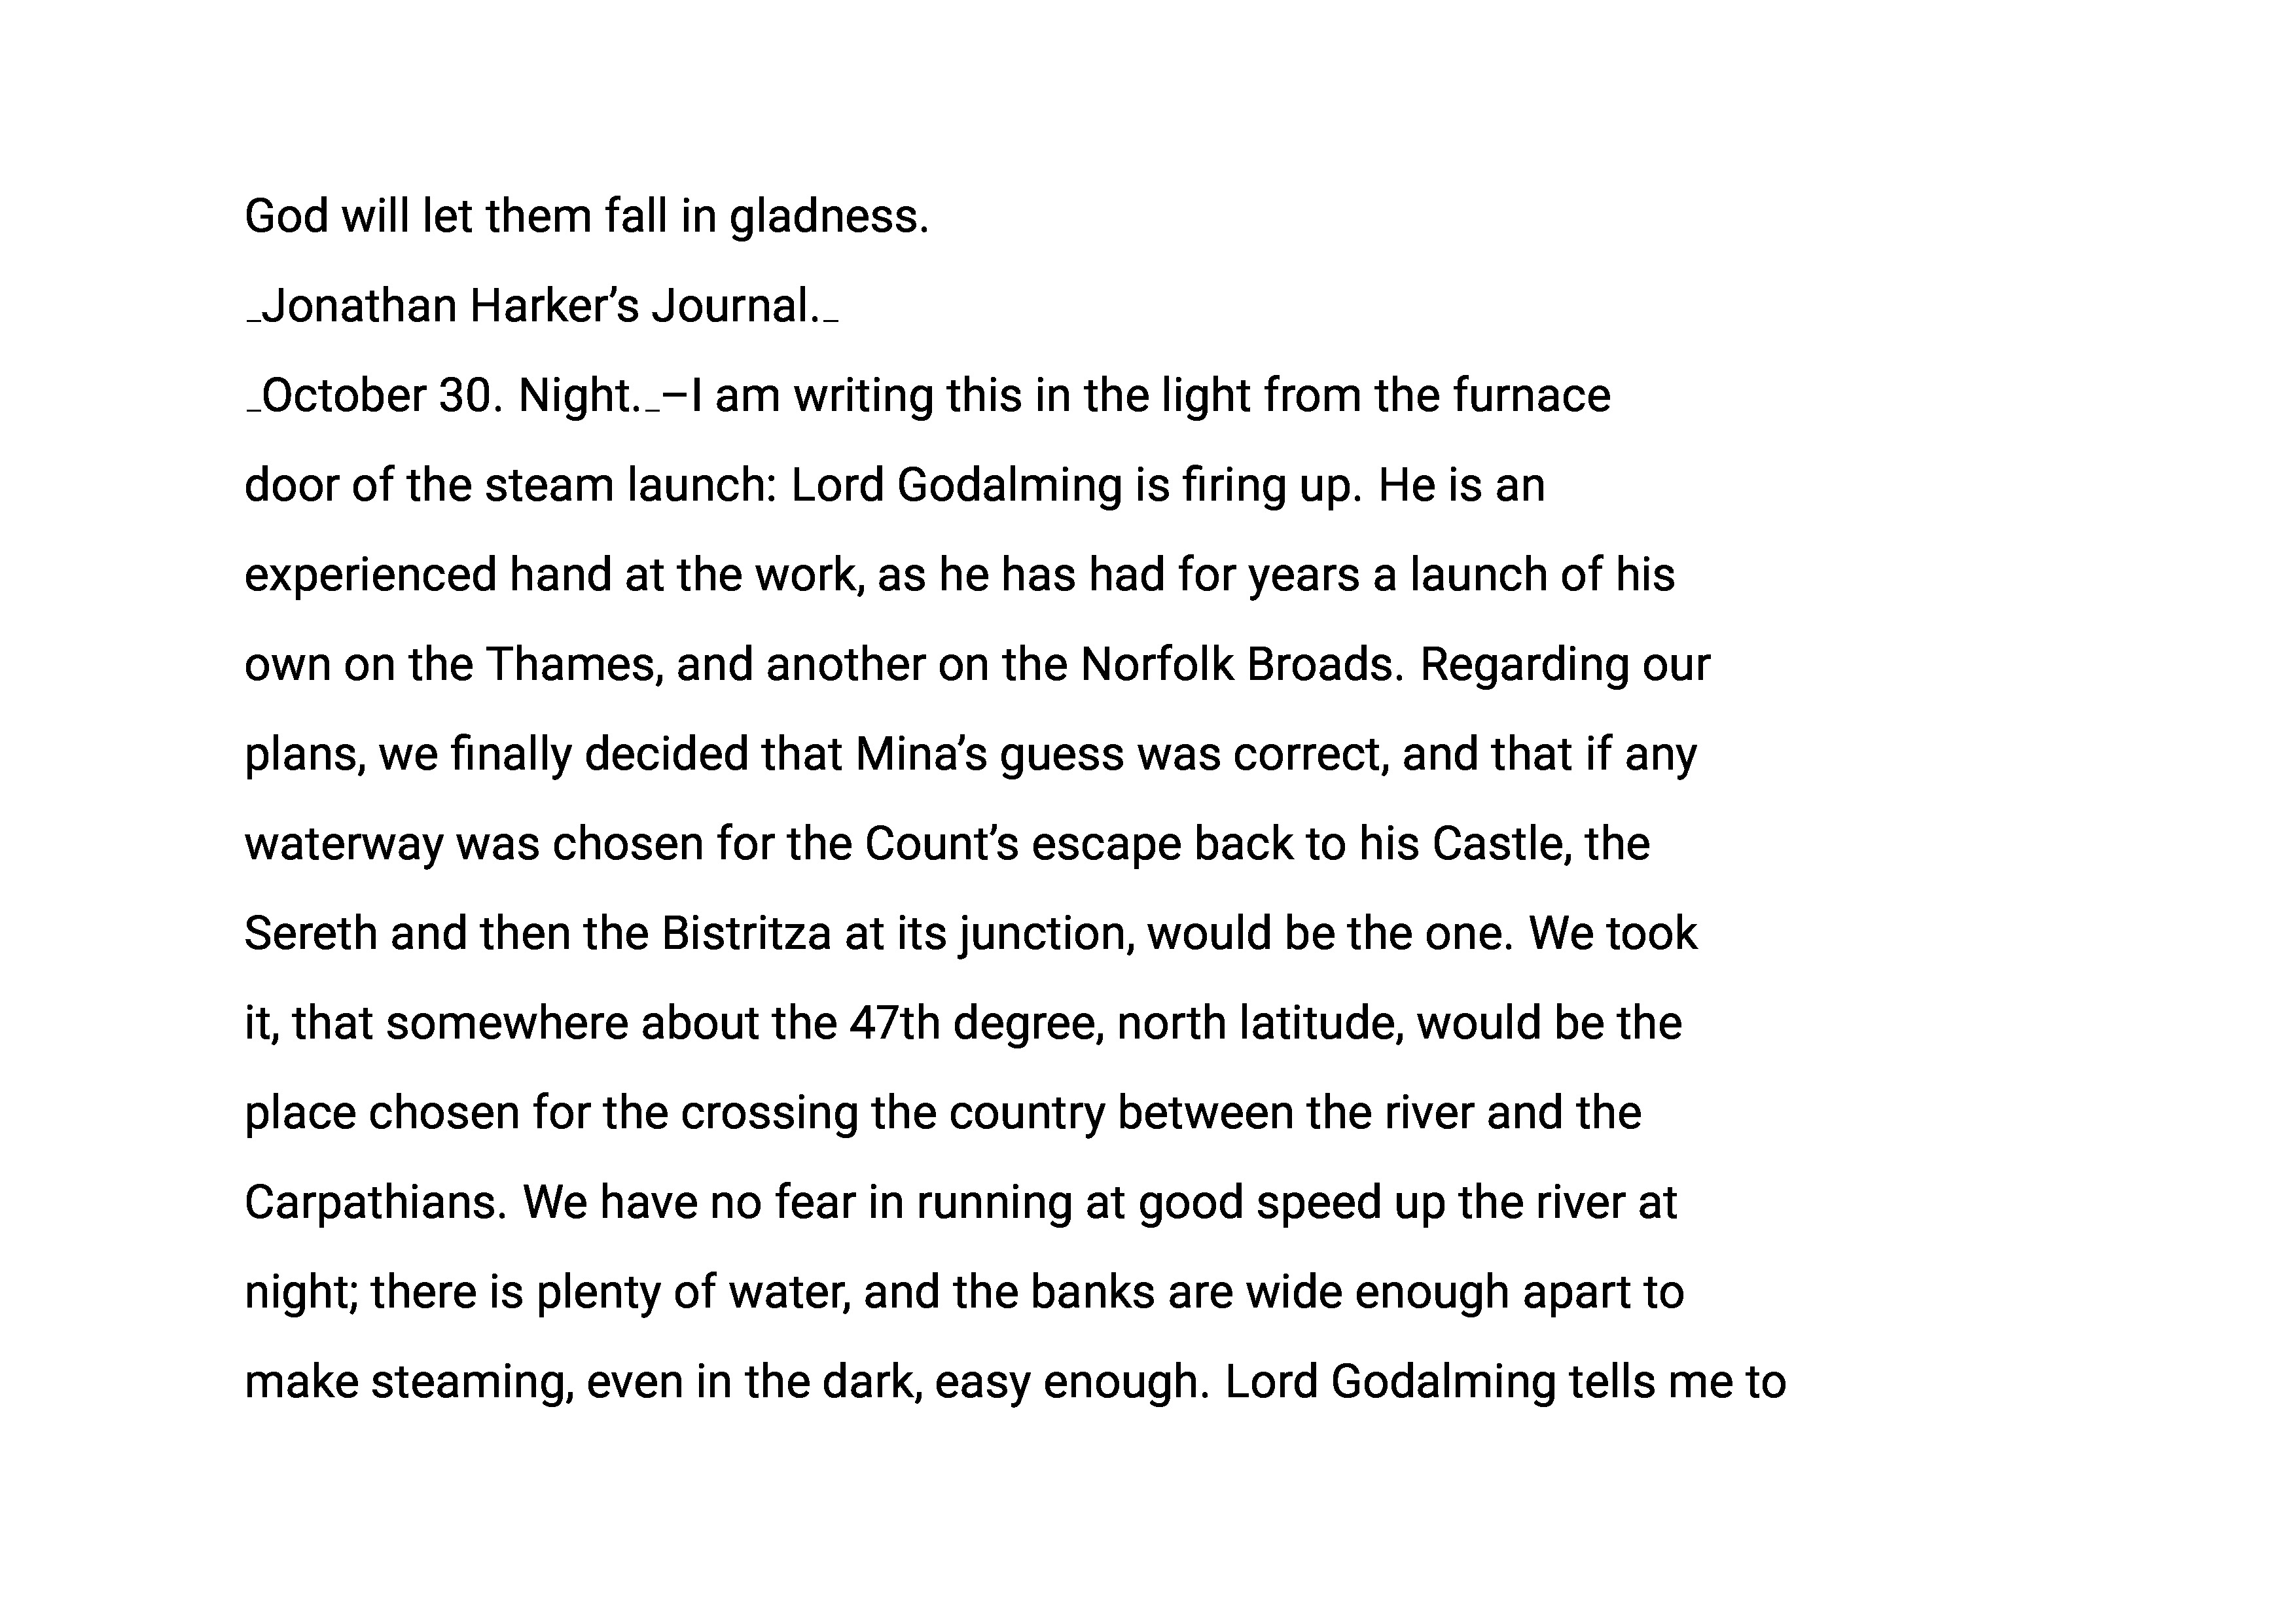 God will let them fall in gladness.
_Jonathan Harker’s Journal._
_October 30. Night._–I am writing this in the light from the furnace
door of the steam launch: Lord Godalming is firing up. He is an
experienced hand at the work, as he has had for years a launch of his
own on the Thames, and another on the Norfolk Broads. Regarding our
plans, we finally decided that Mina’s guess was correct, and that if any
waterway was chosen for the Count’s escape back to his Castle, the
Sereth and then the Bistritza at its junction, would be the one. We took
it, that somewhere about the 47th degree, north latitude, would be the
place chosen for the crossing the country between the river and the
Carpathians. We have no fear in running at good speed up the river at
night; there is plenty of water, and the banks are wide enough apart to
make steaming, even in the dark, easy enough. Lord Godalming tells me to